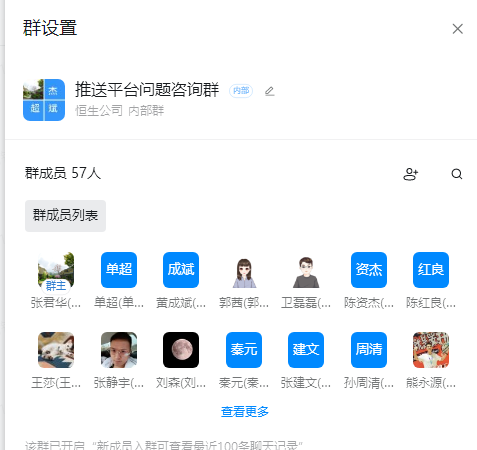 群设置
推送平台问题咨询群 内部
恒生公司 内部群
杰
超 斌
群成员 57人
群成员列表
群主 单超 成斌 资杰 红良
张君华(... 单超(单... 黄成斌(... 郭茜(郭... 卫磊磊(... 陈资杰(... 陈红良(...
秦元 建文 周清
王莎(王... 张静宇(... 刘森(刘... 秦元(秦... 张建文(... 孙周清(... 熊永源(...
查看更多
该群已开启“新成员入群可查看最近100条聊天记录”